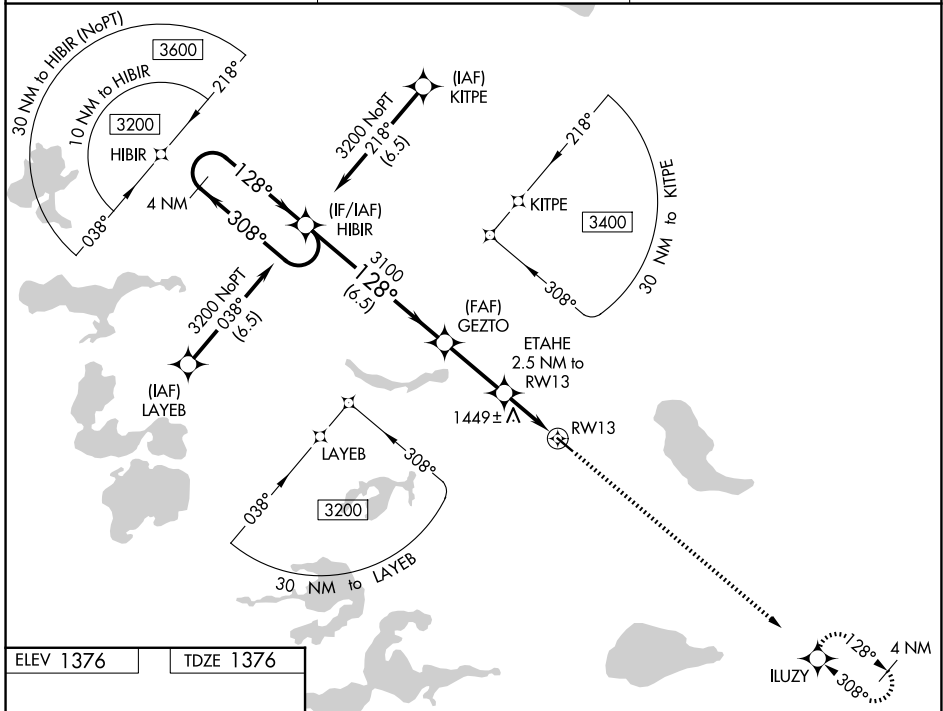 30 NM to HIBIR (NoPT)
3600
10 NM to HIBIR
218°
3200
HIBIR
038°
(IAF)
KITPE
3200 NoPT
218°
(6.5)
128°
4 NM
308°
(IF/IAF)
HIBIR
218°
KITPE
3400
308°
30 NM to KITPE
3100
128°
(6.5)
3200 NoPT
038°
(6.5)
(IAF)
LAYEB
(FAF)
GEZTO
ETAHE
2.5 NM to
RW13
1449±
RW13
LAYEB
308°
038°
3200
30 NM to LAYEB
ELEV 1376
TDZE 1376
128°
4 NM
ILUZY
308°